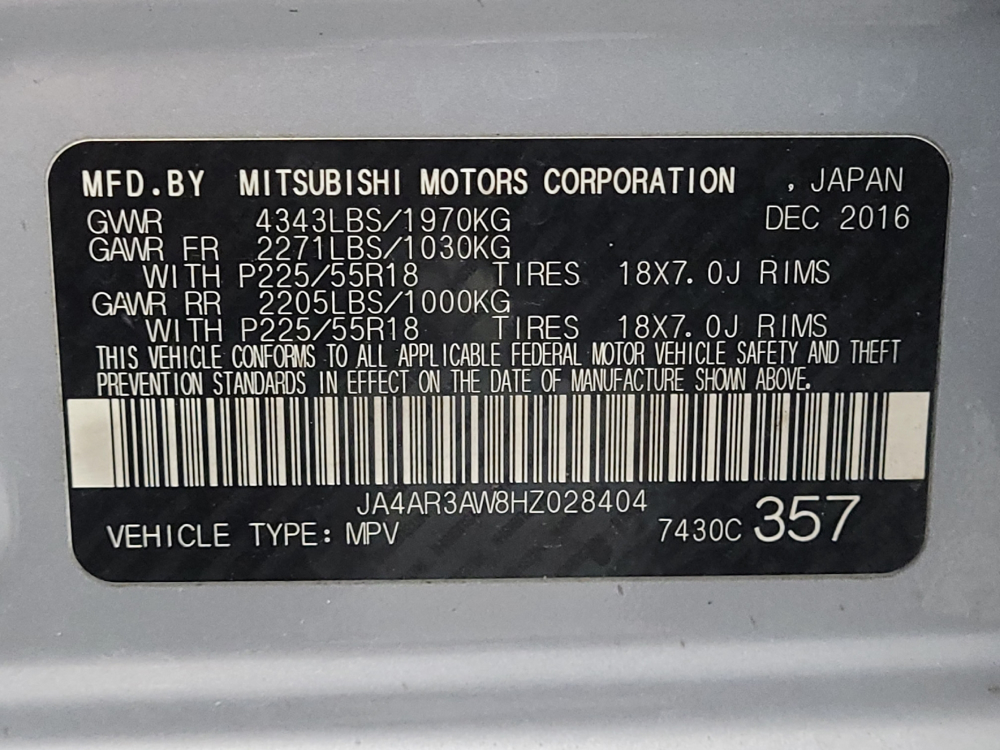 MFD.BY MITSUBISHI MOTORS CORPORATION , JAPAN
GVWR 4343LBS/1970KG DEC 2016
GAWR FR 2271LBS/1030KG
WITH P225/55R18 TIRES 18X7.0J RIMS
GAWR RR 2205LBS/1000KG
WITH P225/55R18 TIRES 18X7.0J RIMS
THIS VEHICLE CONFORMS TO ALL APPLICABLE FEDERAL MOTOR VEHICLE SAFETY AND THEFT
PREVENTION STANDARDS IN EFFECT ON THE DATE OF MANUFACTURE SHOWN ABOVE.
JA4AR3AW8HZ028404
VEHICLE TYPE: MPV 7430C 357